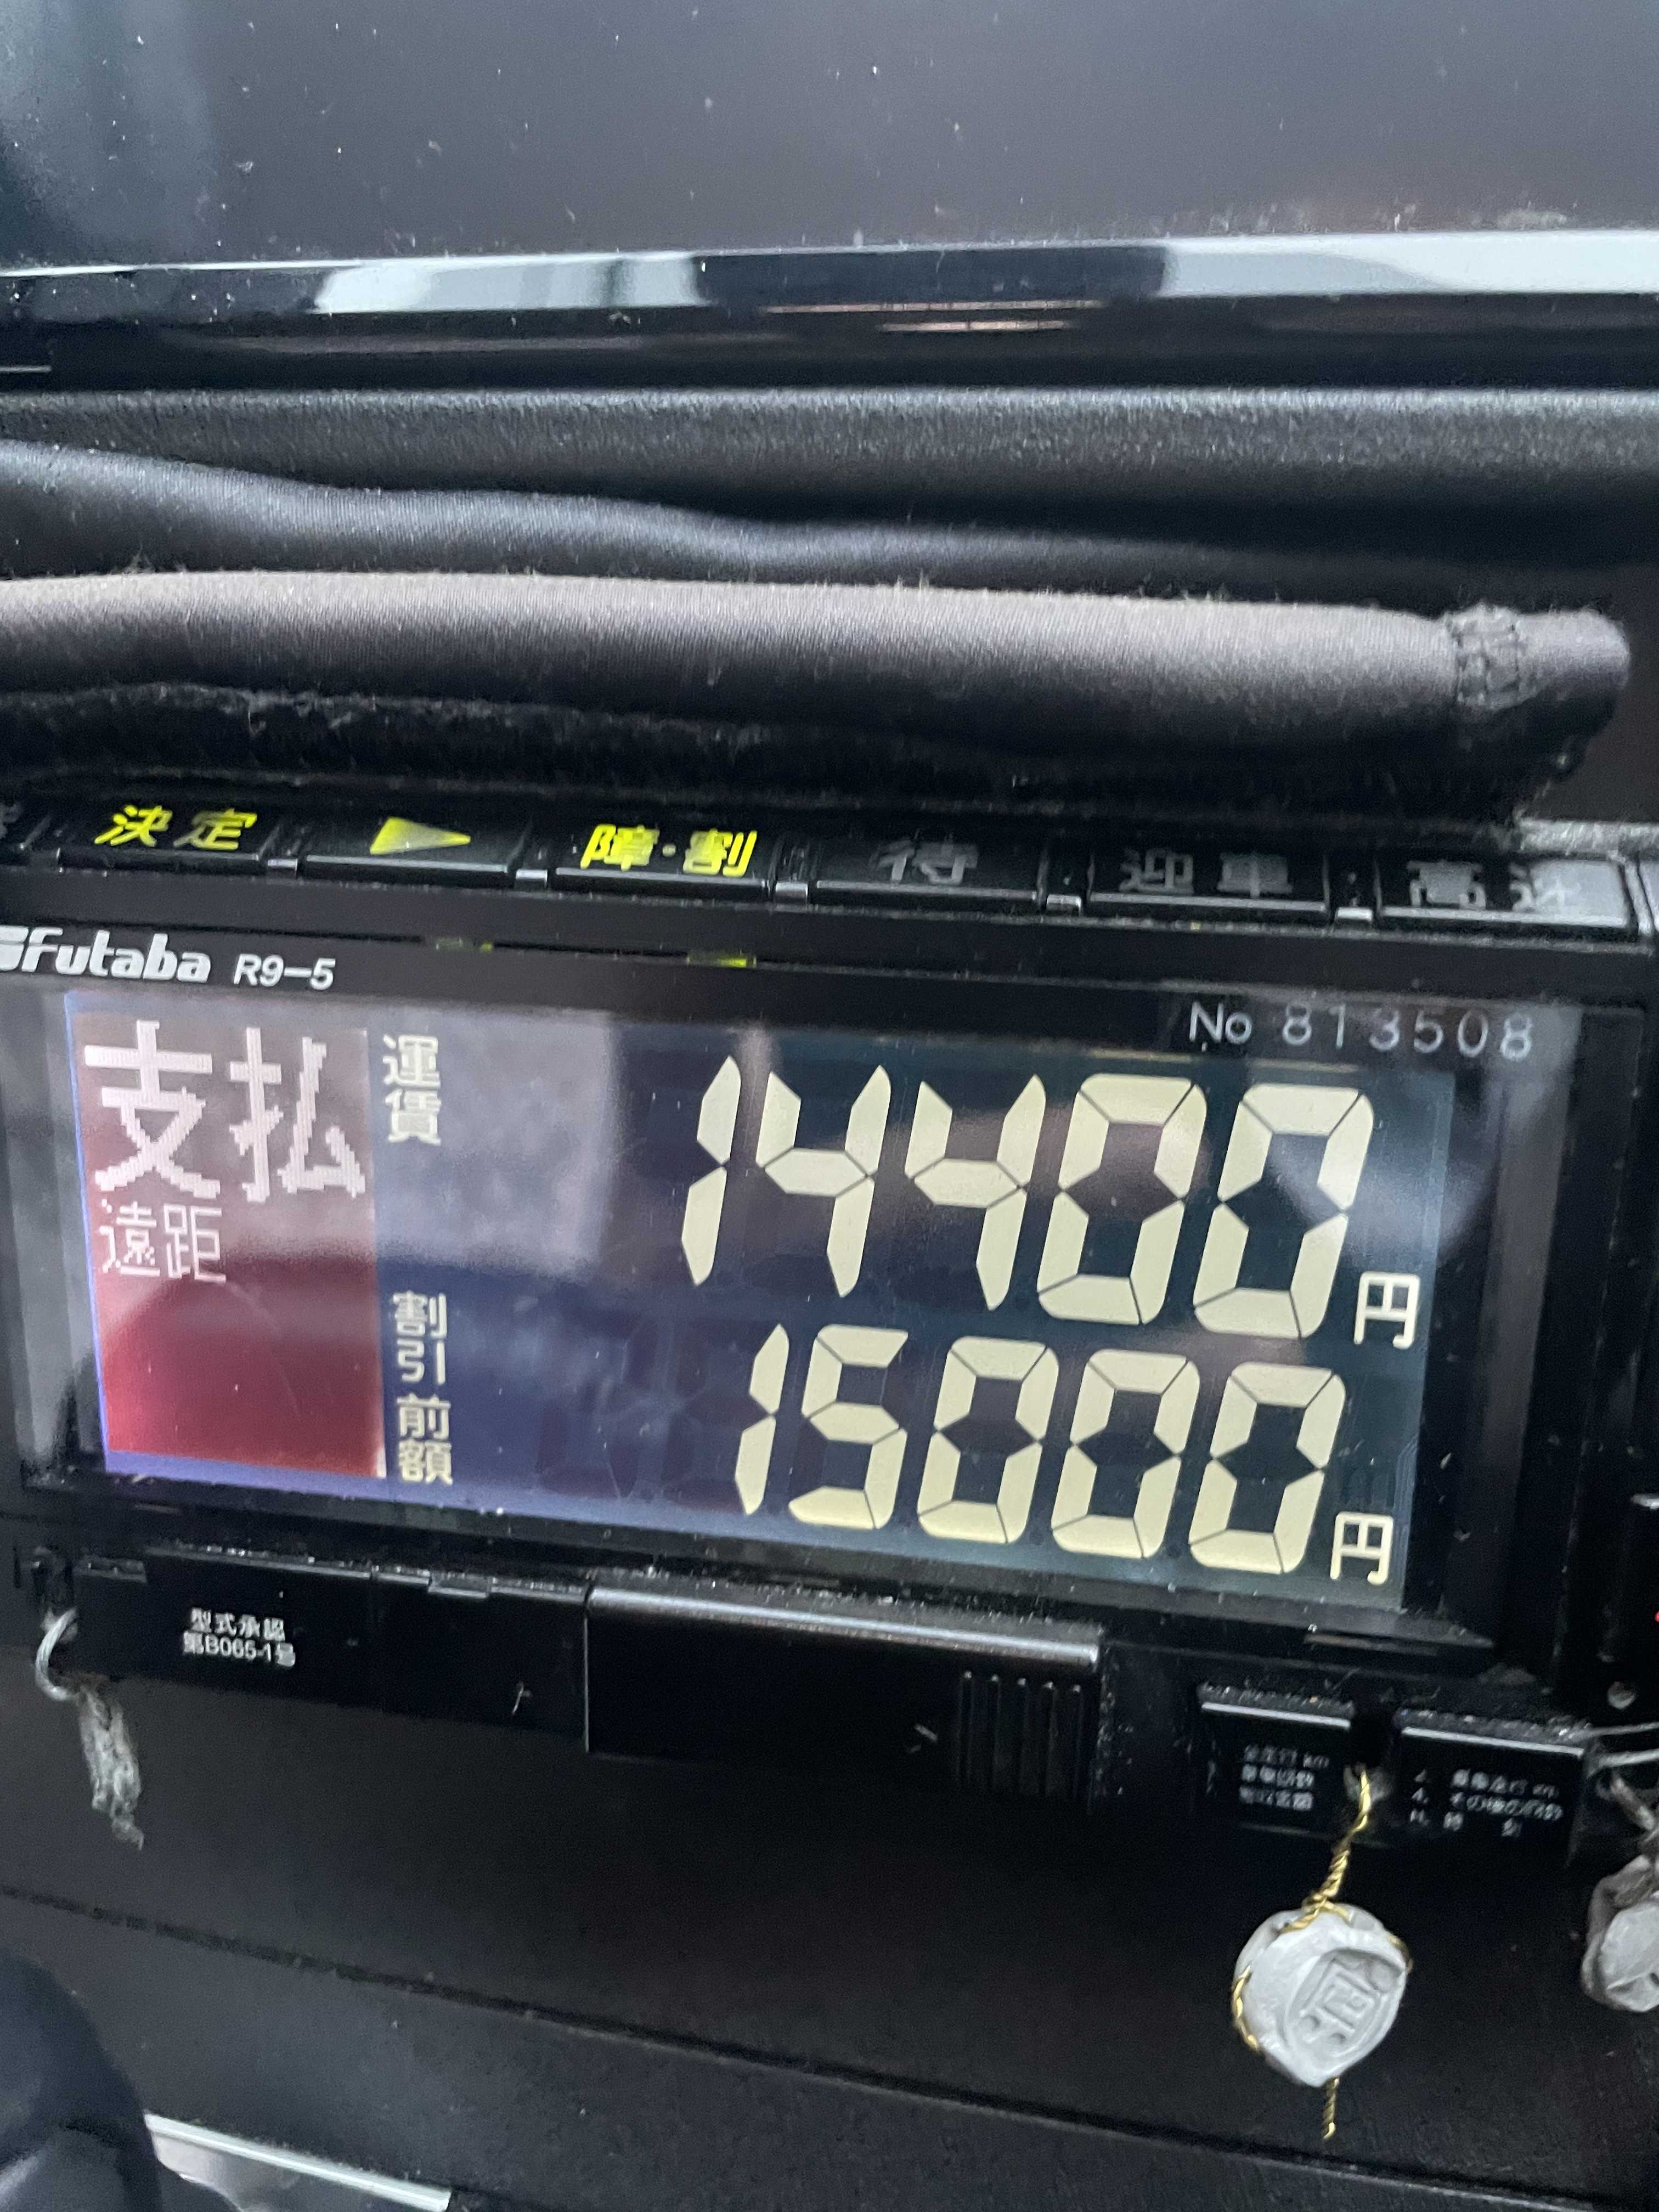 決定 ▶ 障・割 待 迎車 高速
Futaba R9-5
No 813508
支払
遠距
運賃 14400円
割引前額 15000円
型式承認
第B065-1号